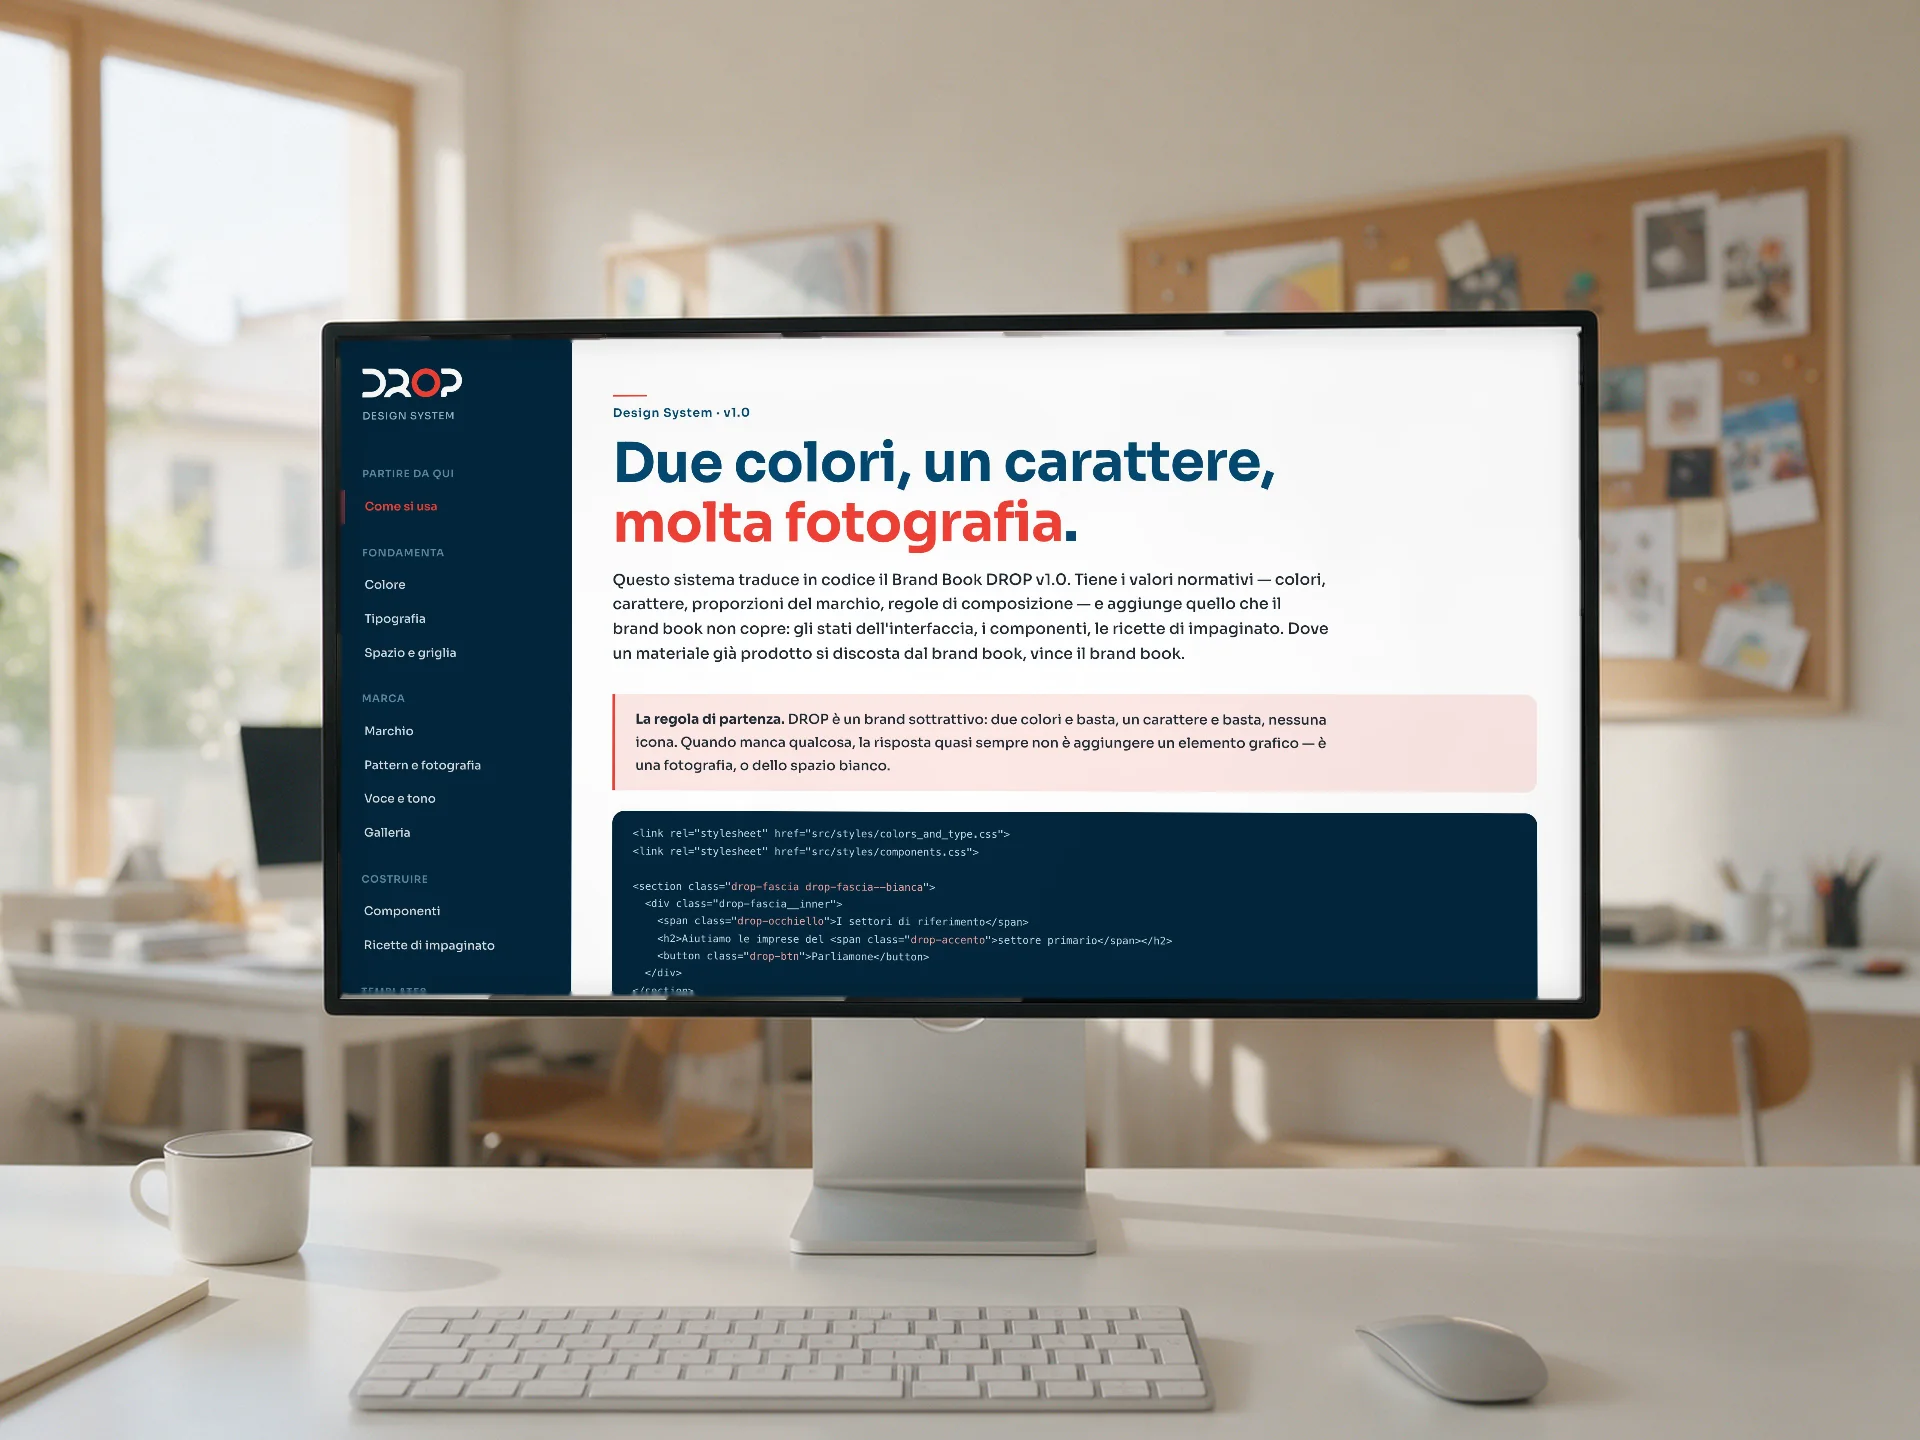 DROP
DESIGN SYSTEM
PARTIRE DA QUI
Come si usa
FONDAMENTA
Colore
Tipografia
Spazio e griglia
MARCA
Marchio
Pattern e fotografia
Voce e tono
Galleria
COSTRUIRE
Componenti
Ricette di impaginato
TEMPLATES
Design System · v1.0
Due colori, un carattere,
molta fotografia.
Questo sistema traduce in codice il Brand Book DROP v1.0. Tiene i valori normativi — colori,
carattere, proporzioni del marchio, regole di composizione — e aggiunge quello che il
brand book non copre: gli stati dell'interfaccia, i componenti, le ricette di impaginato. Dove
un materiale già prodotto si discosta dal brand book, vince il brand book.
La regola di partenza. DROP è un brand sottrattivo: due colori e basta, un carattere e basta, nessuna
icona. Quando manca qualcosa, la risposta quasi sempre non è aggiungere un elemento grafico — è
una fotografia, o dello spazio bianco.
<link rel="stylesheet" href="src/styles/colors_and_type.css">
<link rel="stylesheet" href="src/styles/components.css">
<section class="drop-fascia drop-fascia--bianca">
<div class="drop-fascia__inner">
<span class="drop-occhiello">I settori di riferimento</span>
<h2>Aiutiamo le imprese del <span class="drop-accento">settore primario</span></h2>
<button class="drop-btn">Parliamone</button>
</div>
</section>